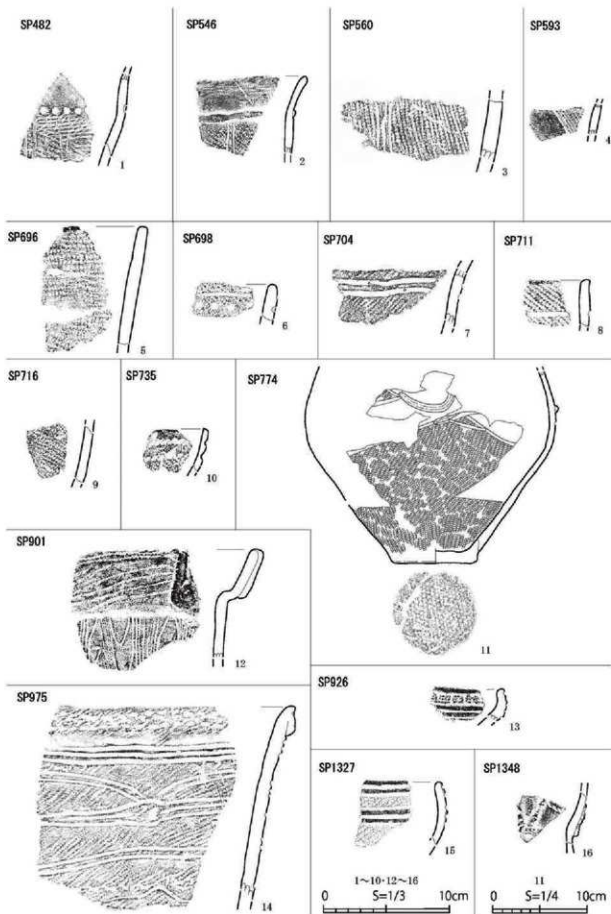 SP482
SP546
SP560
SP593
1
2
3
4
SP696
SP698
SP704
SP711
5
6
7
8
SP716
SP735
SP774
9
10
11
SP901
12
SP926
13
SP975
14
SP1327
15
SP1348
16
1～10・12～16
0 S=1/3 10cm
11
0 S=1/4 10cm